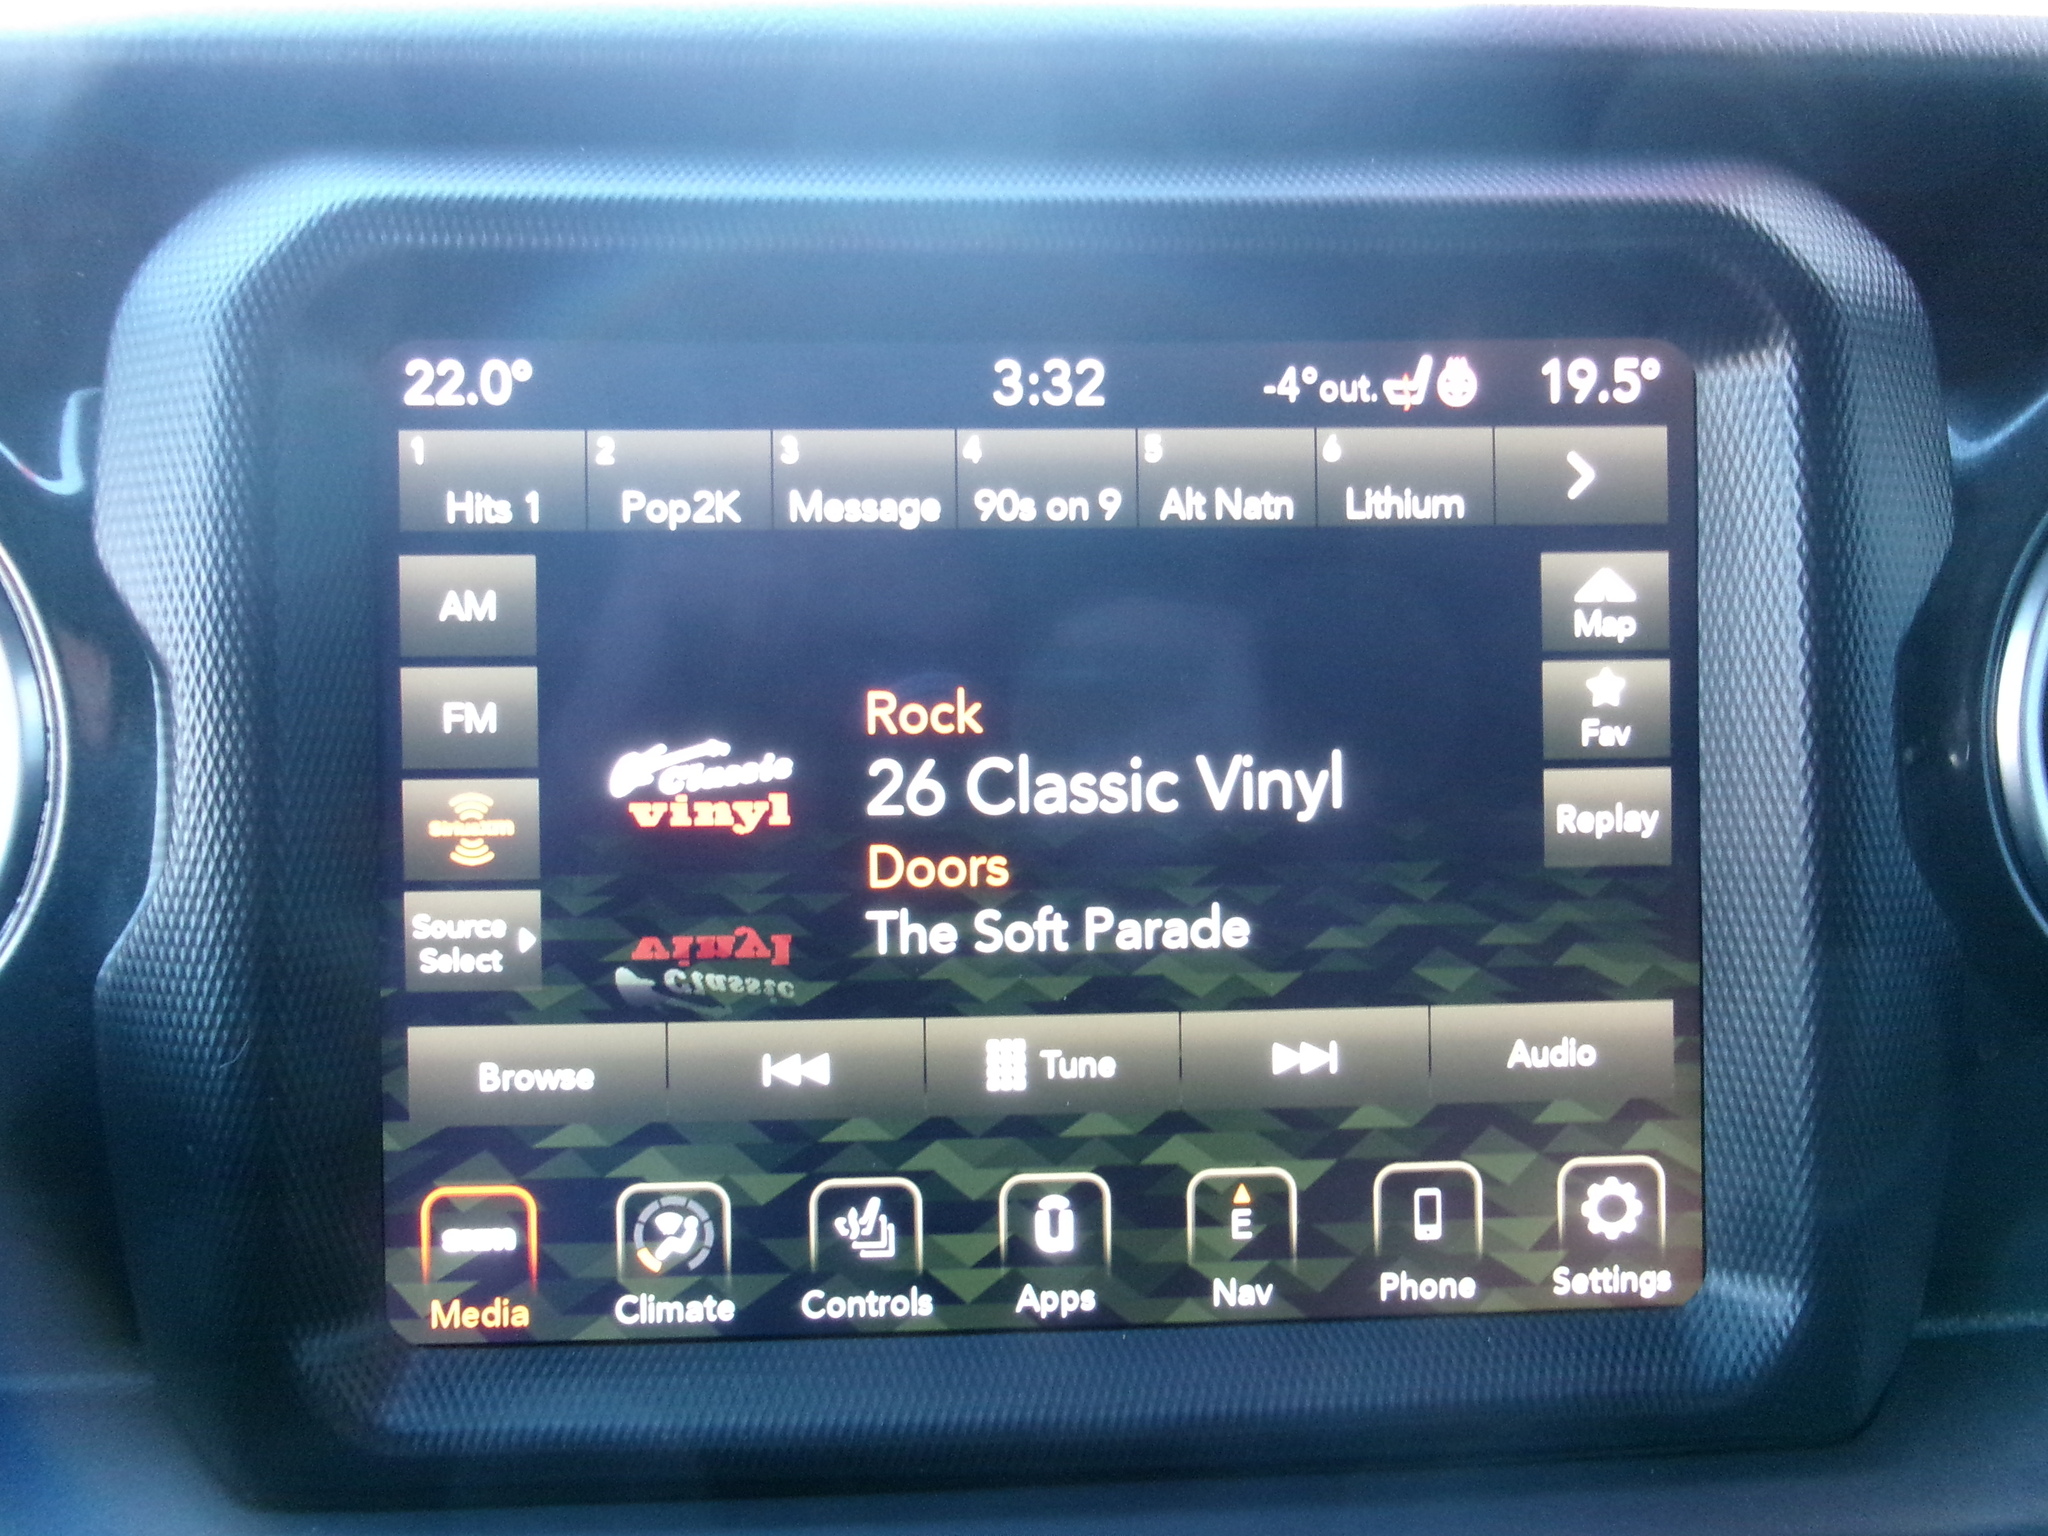 22.0° 3:32 -4°out. 19.5°
1 2 3 4 5 6
Hits 1 Pop2K Message 90s on 9 Alt Natn Lithium
AM
FM
Source
Select
Classic
vinyl
Rock
26 Classic Vinyl
Doors
The Soft Parade
Map
Fav
Replay
Browse Tune Audio
E
Media Climate Controls Apps Nav Phone Settings